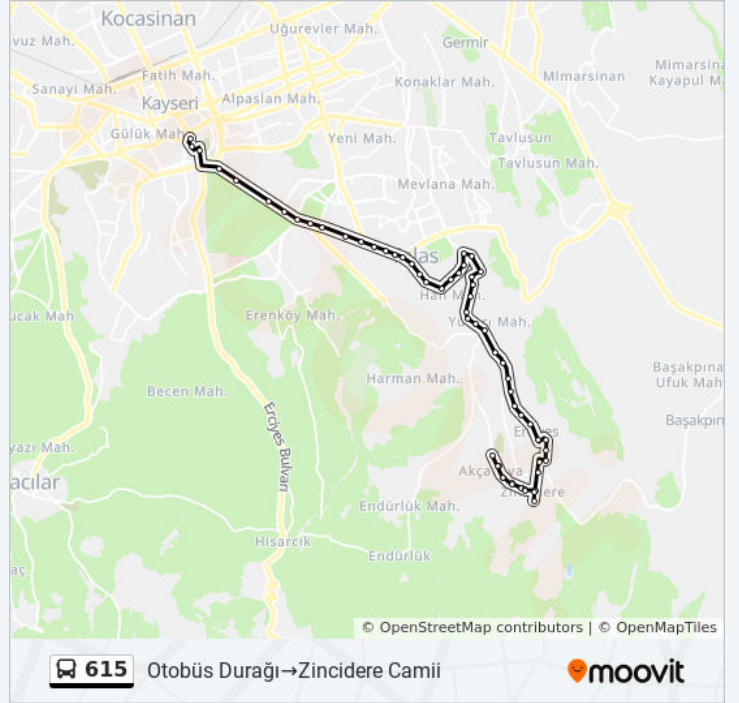 Kocasinan
Uğurevler Mah.
vuz Mah.
Germir
Mimarsina
Kayapul M
Fatih Mah.
Konaklar Mah.
Mimarsinan
Sanayi Mah.
Kayseri
Alpaslan Mah.
Gülük Mah
Yeni Mah.
Tavlusun
Tavlusun Mah.
Mevlana Mah.
las
Han Mah.
ucak Mah.
Erenköy Mah.
Mah.
Başakpına
Ufuk Mah
Harman Mah.
Becen Mah.
Başakpın
Erciyes Bulvarı
yazı Mah.
acılar
Zincidere
Endürlük Mah.
Hisarcık
Endürlük
aç
© OpenStreetMap contributors | © OpenMapTiles
615 Otobüs Durağı→Zincidere Camii
moovit